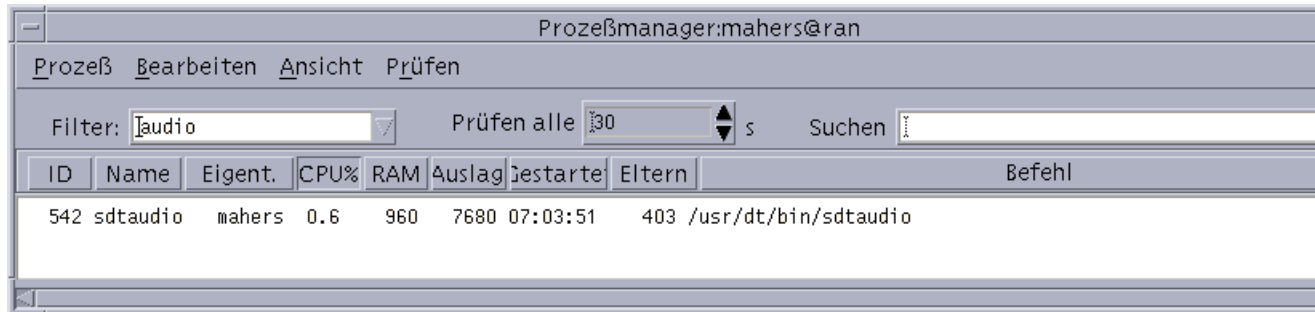 Prozeßmanager:mahers@ran
Prozeß Bearbeiten Ansicht Prüfen
Filter: audio Prüfen alle 30 s Suchen
ID Name Eigent. CPU% RAM Auslag Gestartet Eltern Befehl
542 sdtaudio mahers 0.6 960 7680 07:03:51 403 /usr/dt/bin/sdtaudio